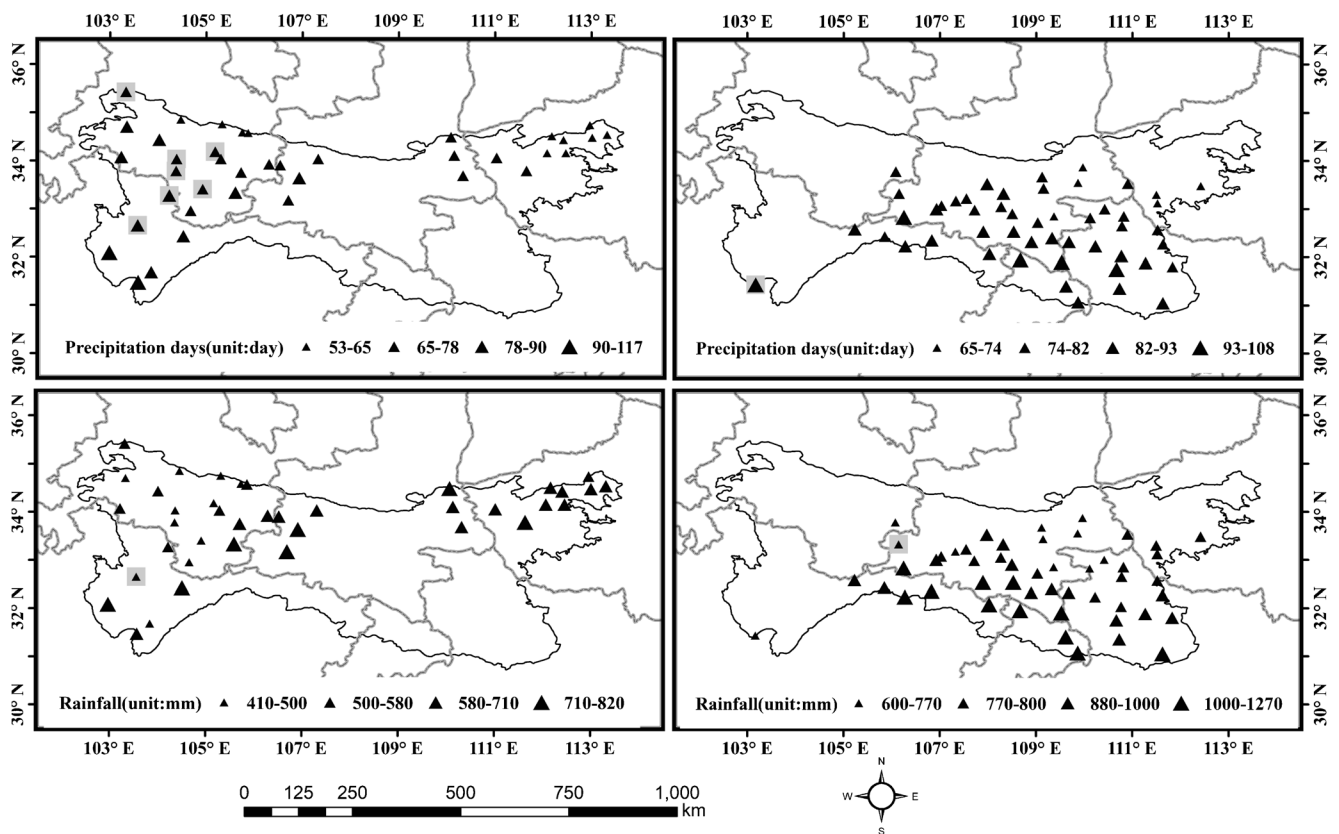 103° E 105° E 107° E 109° E 111° E 113° E 103° E 105° E 107° E 109° E 111° E 113° E
36° N 36° N
34° N 34° N
32° N 32° N
30° N 30° N
Precipitation days(unit:day) 53-65 65-78 78-90 90-117
Precipitation days(unit:day) 65-74 74-82 82-93 93-108
36° N 36° N
34° N 34° N
32° N 32° N
30° N 30° N
Rainfall(unit:mm) 410-500 500-580 580-710 710-820
Rainfall(unit:mm) 600-770 770-800 880-1000 1000-1270
103° E 105° E 107° E 109° E 111° E 113° E 103° E 105° E 107° E 109° E 111° E 113° E
0 125 250 500 750 1,000
km
N
W E
S